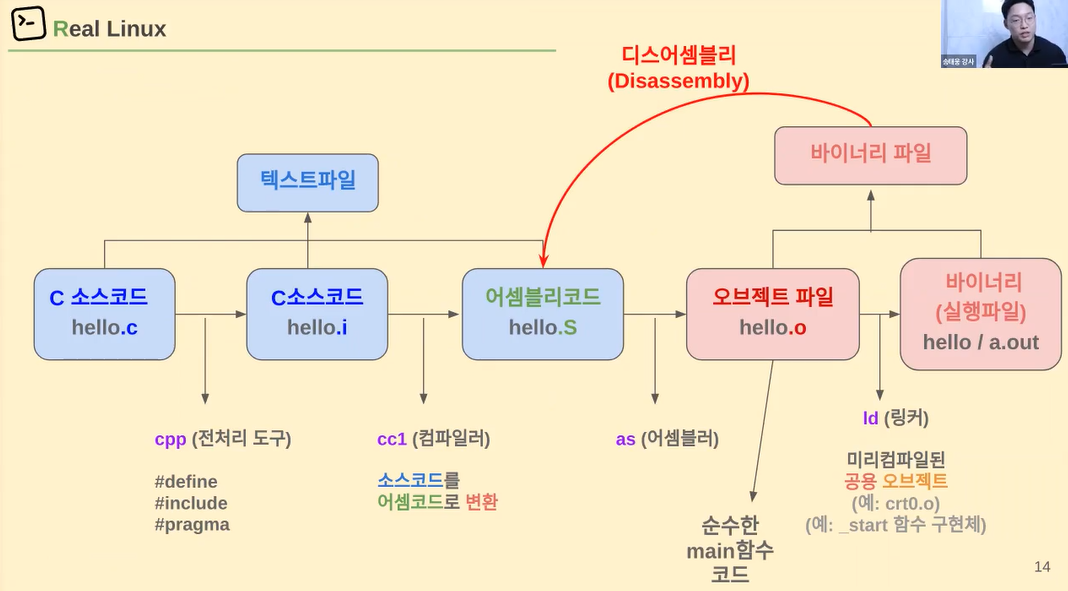 >-
Real Linux
송태웅 강사
디스어셈블리
(Disassembly)
텍스트파일
바이너리 파일
C 소스코드
hello.c
C소스코드
hello.i
어셈블리코드
hello.S
오브젝트 파일
hello.o
바이너리
(실행파일)
hello / a.out
cpp (전처리 도구)
#define
#include
#pragma
cc1 (컴파일러)
소스코드를
어셈코드로 변환
as (어셈블러)
순수한
main함수
코드
ld (링커)
미리컴파일된
공용 오브젝트
(예: crt0.o)
(예: _start 함수 구현체)
14